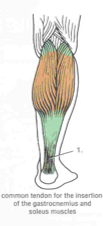 1.
common tendon for the insertion
of the gastrocnemius and
soleus muscles